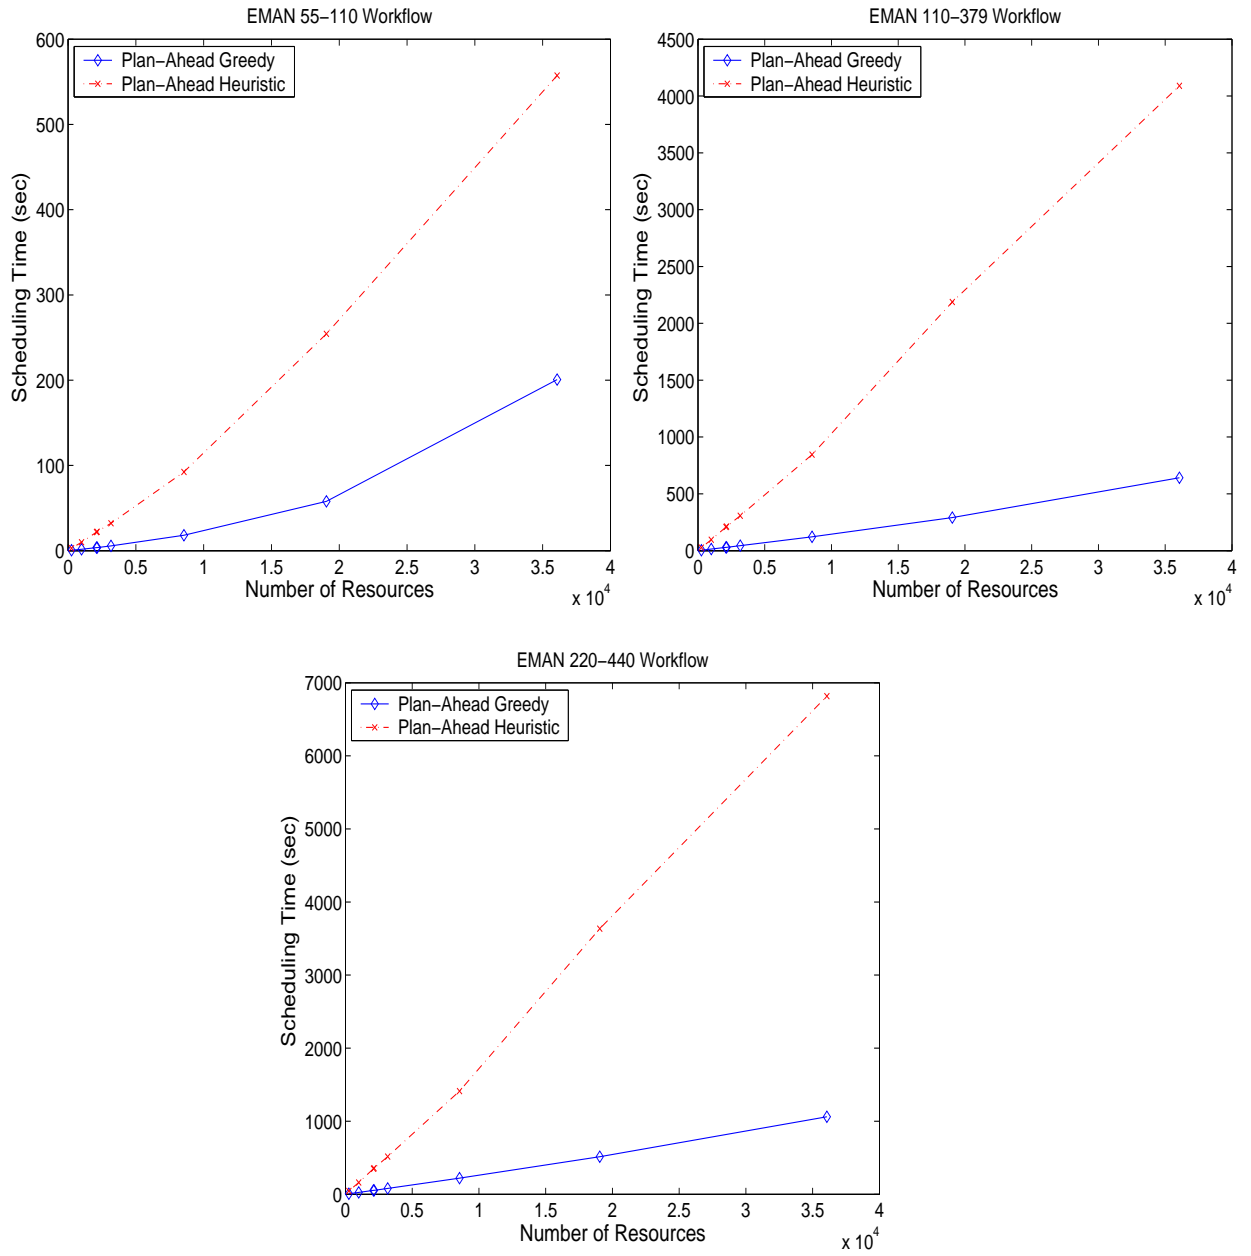 EMAN 55−110 Workflow
600
500
400
300
200
100
0
Scheduling Time (sec)
Plan−Ahead Greedy
Plan−Ahead Heuristic
0 0.5 1 1.5 2 2.5 3 3.5 4
x 10^4
Number of Resources
EMAN 110−379 Workflow
4500
4000
3500
3000
2500
2000
1500
1000
500
0
Scheduling Time (sec)
Plan−Ahead Greedy
Plan−Ahead Heuristic
0 0.5 1 1.5 2 2.5 3 3.5 4
x 10^4
Number of Resources
EMAN 220−440 Workflow
7000
6000
5000
4000
3000
2000
1000
0
Scheduling Time (sec)
Plan−Ahead Greedy
Plan−Ahead Heuristic
0 0.5 1 1.5 2 2.5 3 3.5 4
x 10^4
Number of Resources